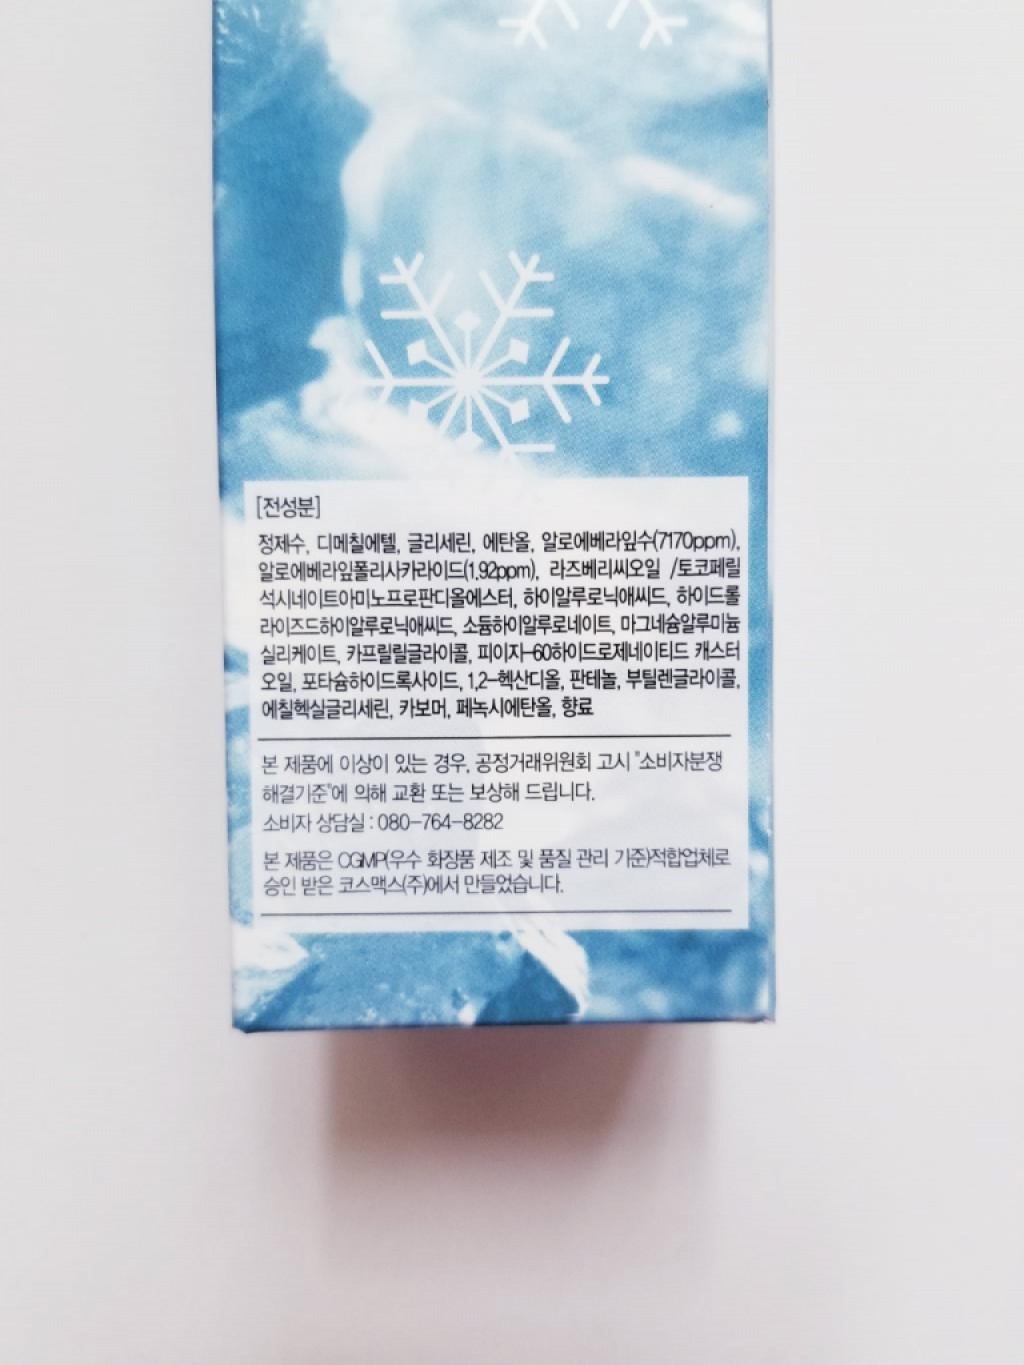 [전성분]
정제수, 디메칠에텔, 글리세린, 에탄올, 알로에베라잎수(7170ppm),
알로에베라잎폴리사카라이드(1.92ppm), 라즈베리씨오일 /토코페릴
석시네이트아미노프로판디올에스터, 하이알루로닉애씨드, 하이드롤
라이즈드하이알루로닉애씨드, 소듐하이알루로네이트, 마그네슘알루미늄
실리케이트, 카프릴릴글라이콜, 피이지-60하이드로제네이티드 캐스터
오일, 포타슘하이드록사이드, 1,2-헥산디올, 판테놀, 부틸렌글라이콜,
에칠헥실글리세린, 카보머, 페녹시에탄올, 향료
본 제품에 이상이 있는 경우, 공정거래위원회 고시 "소비자분쟁
해결기준"에 의해 교환 또는 보상해 드립니다.
소비자 상담실 : 080-764-8282
본 제품은 CGMP(우수 화장품 제조 및 품질 관리 기준)적합업체로
승인 받은 코스맥스(주)에서 만들었습니다.